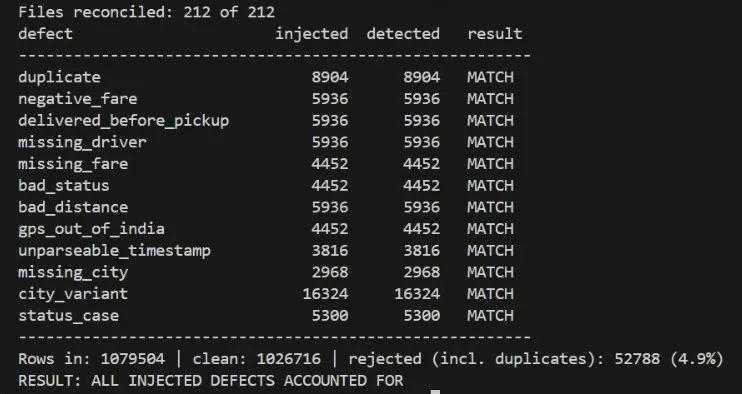 Files reconciled: 212 of 212
defect injected detected result
--------------------------------------------------------
duplicate 8904 8904 MATCH
negative_fare 5936 5936 MATCH
delivered_before_pickup 5936 5936 MATCH
missing_driver 5936 5936 MATCH
missing_fare 4452 4452 MATCH
bad_status 4452 4452 MATCH
bad_distance 5936 5936 MATCH
gps_out_of_india 4452 4452 MATCH
unparseable_timestamp 3816 3816 MATCH
missing_city 2968 2968 MATCH
city_variant 16324 16324 MATCH
status_case 5300 5300 MATCH
--------------------------------------------------------
Rows in: 1079504 | clean: 1026716 | rejected (incl. duplicates): 52788 (4.9%)
RESULT: ALL INJECTED DEFECTS ACCOUNTED FOR